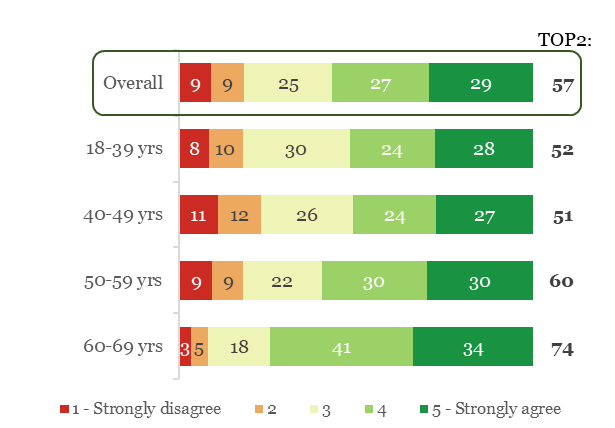 TOP2:
Overall 9 9 25 27 29 57
18-39 yrs 8 10 30 24 28 52
40-49 yrs 11 12 26 24 27 51
50-59 yrs 9 9 22 30 30 60
60-69 yrs 3 5 18 41 34 74
1 - Strongly disagree 2 3 4 5 - Strongly agree